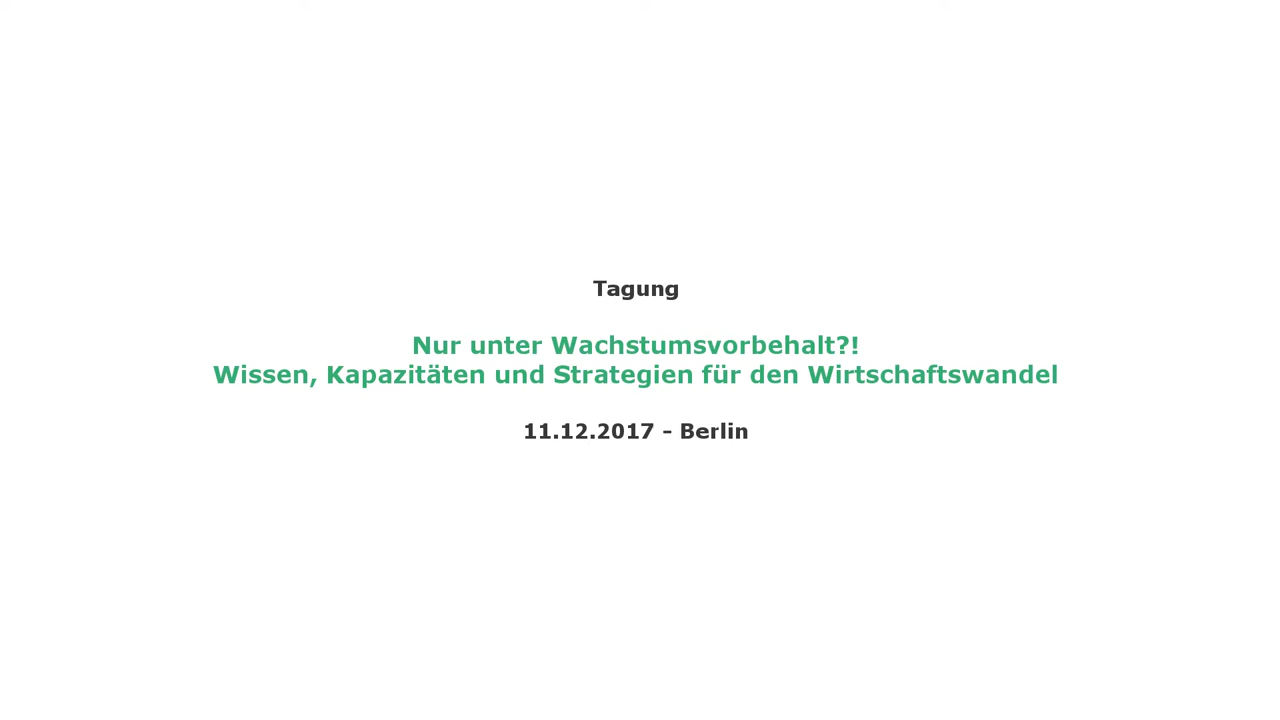 Tagung
Nur unter Wachstumsvorbehalt?!
Wissen, Kapazitäten und Strategien für den Wirtschaftswandel
11.12.2017 - Berlin